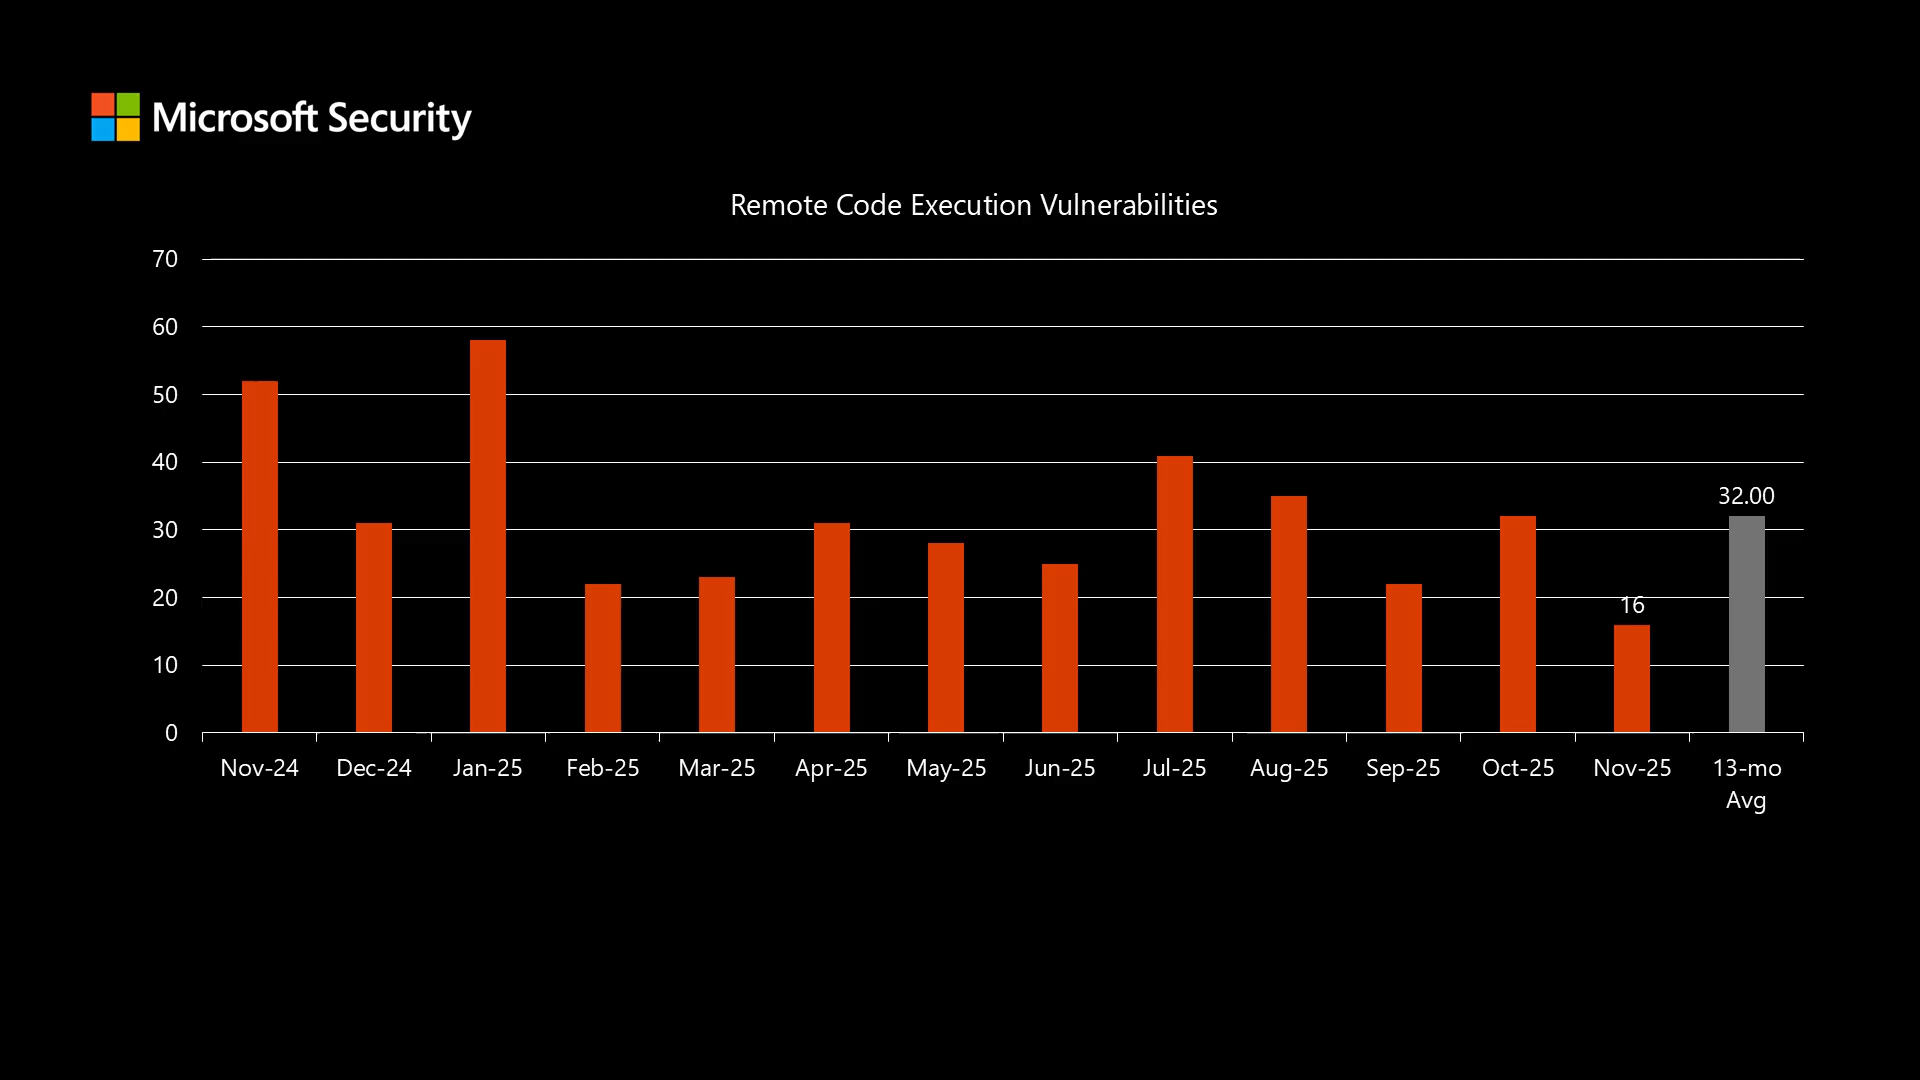 Microsoft Security
Remote Code Execution Vulnerabilities
70
60
50
40
30
20
10
0
32.00
16
Nov-24 Dec-24 Jan-25 Feb-25 Mar-25 Apr-25 May-25 Jun-25 Jul-25 Aug-25 Sep-25 Oct-25 Nov-25 13-mo
Avg